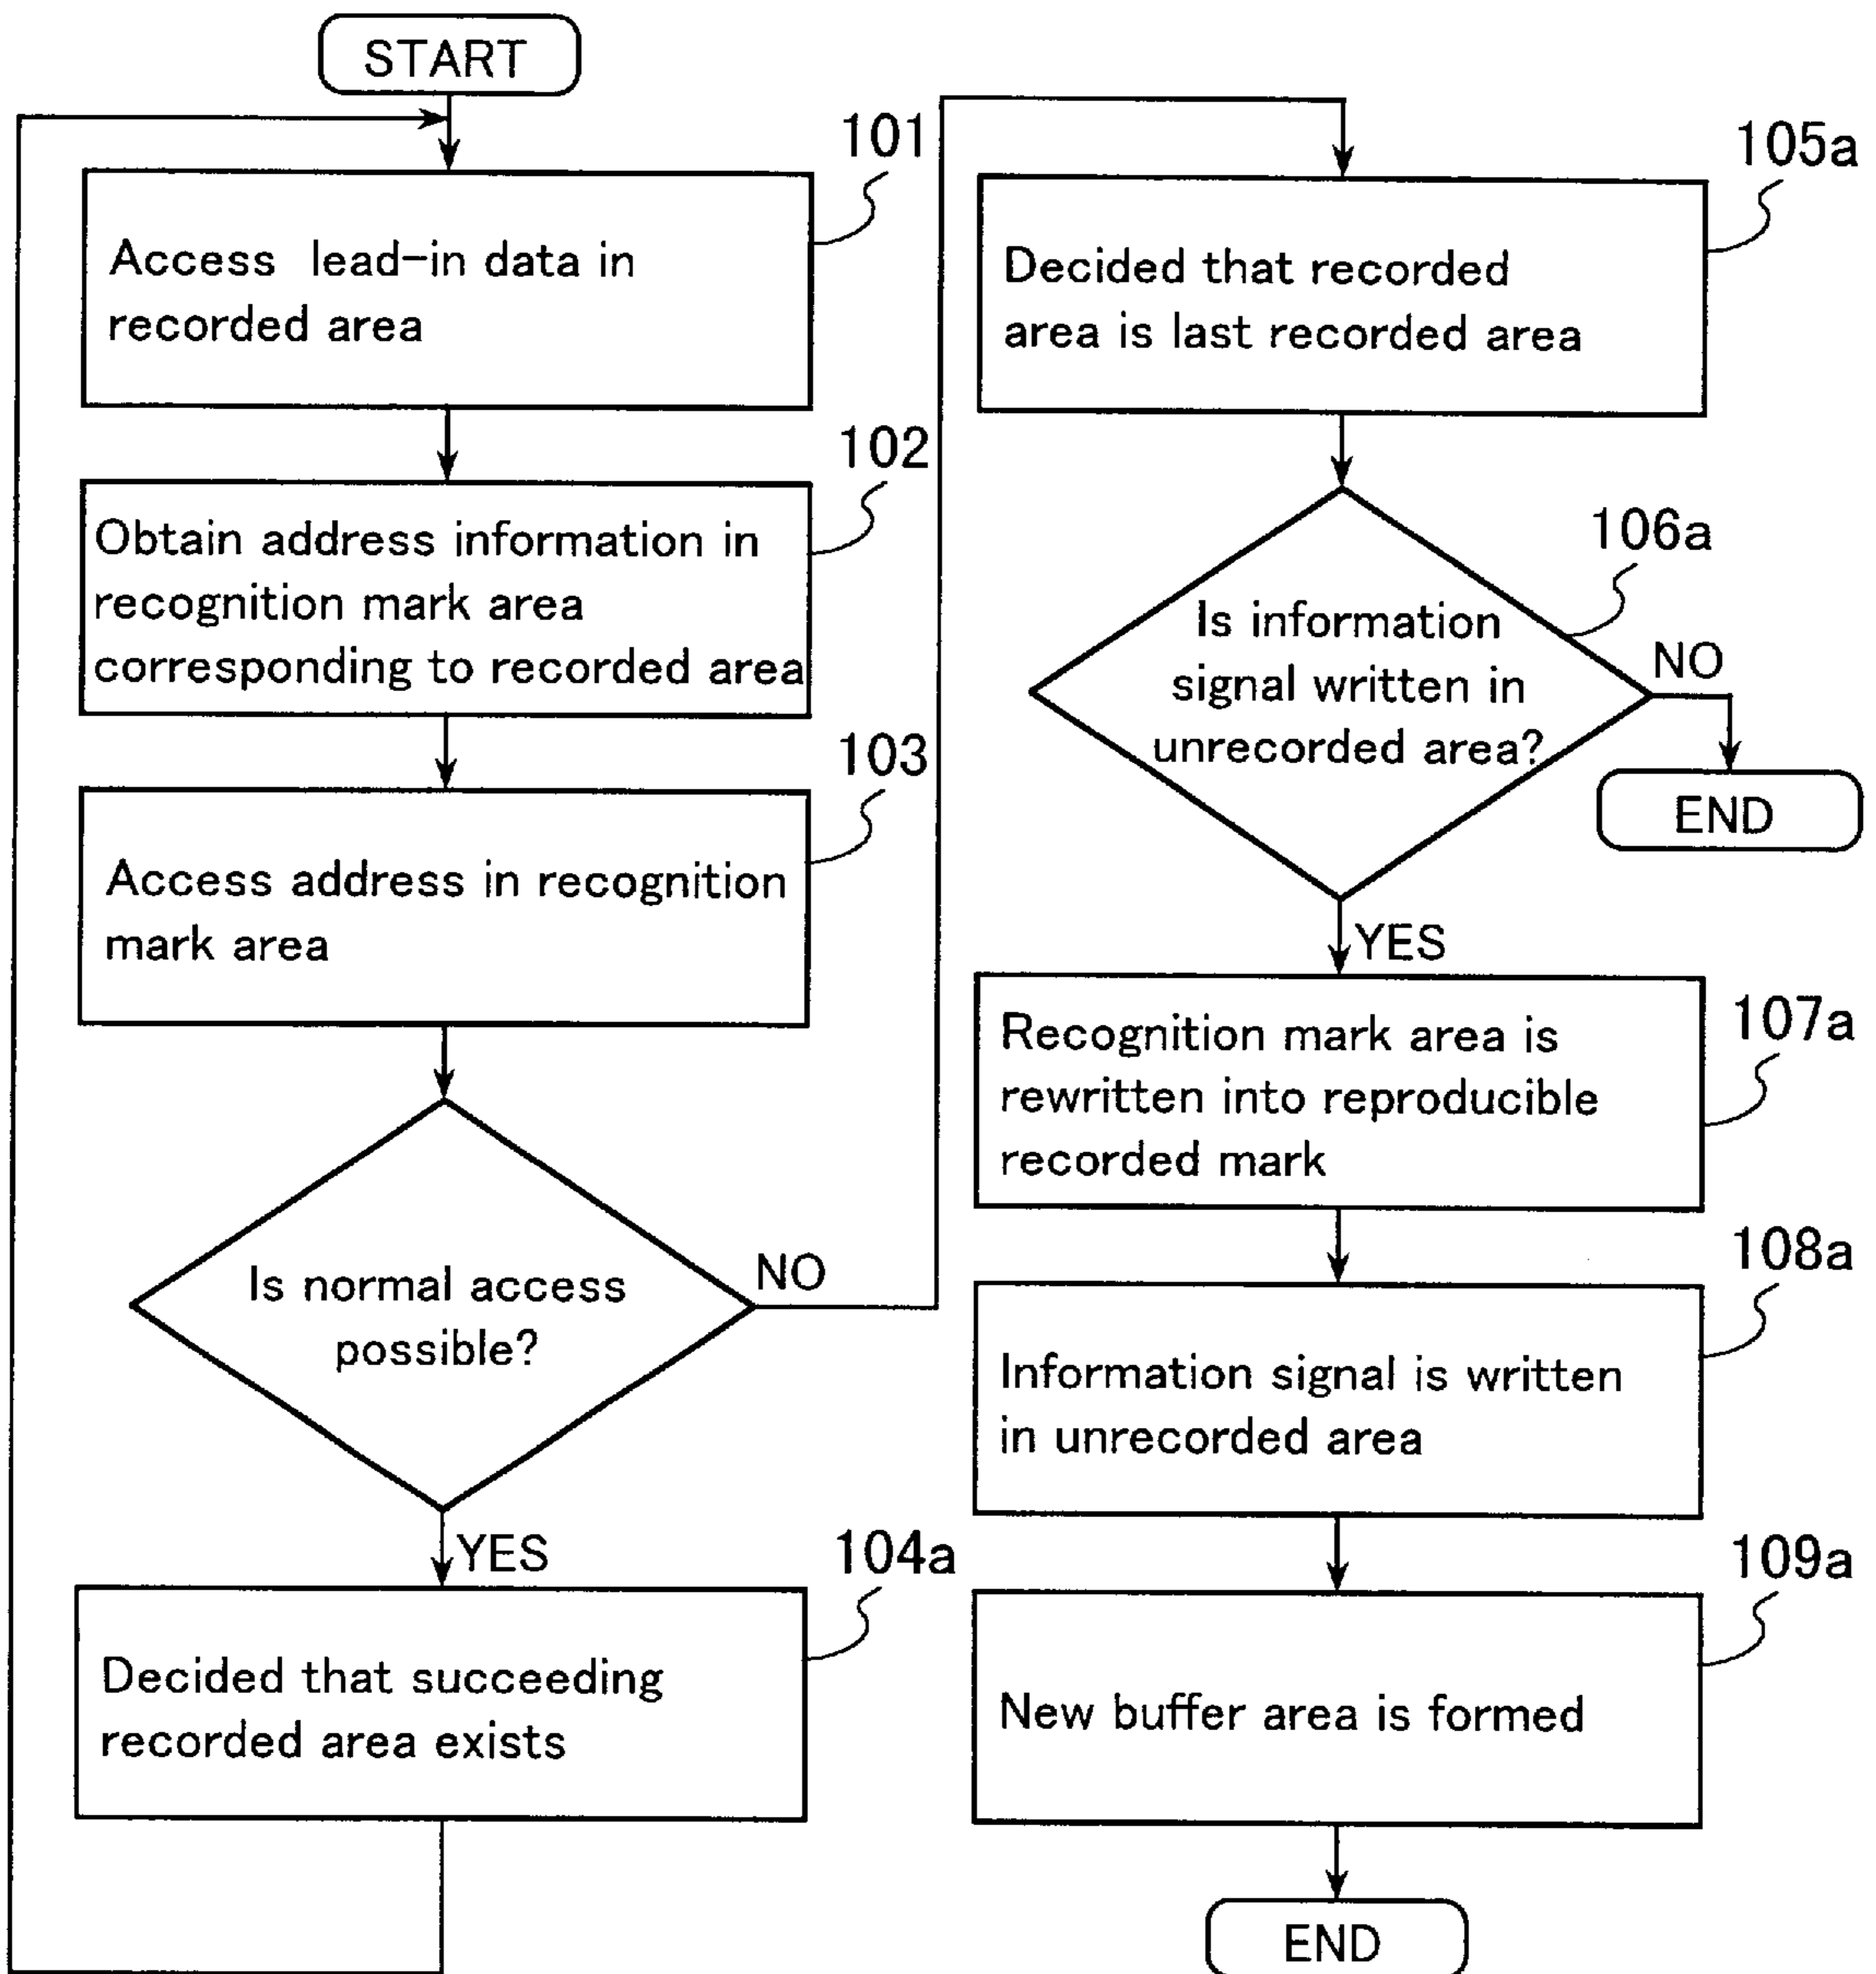 START
101
Access lead-in data in
recorded area
102
Obtain address information in
recognition mark area
corresponding to recorded area
103
Access address in recognition
mark area
Is normal access
possible?
NO
YES
104a
Decided that succeeding
recorded area exists
105a
Decided that recorded
area is last recorded area
106a
Is information
signal written in
unrecorded area?
NO
END
YES
107a
Recognition mark area is
rewritten into reproducible
recorded mark
108a
Information signal is written
in unrecorded area
109a
New buffer area is formed
END